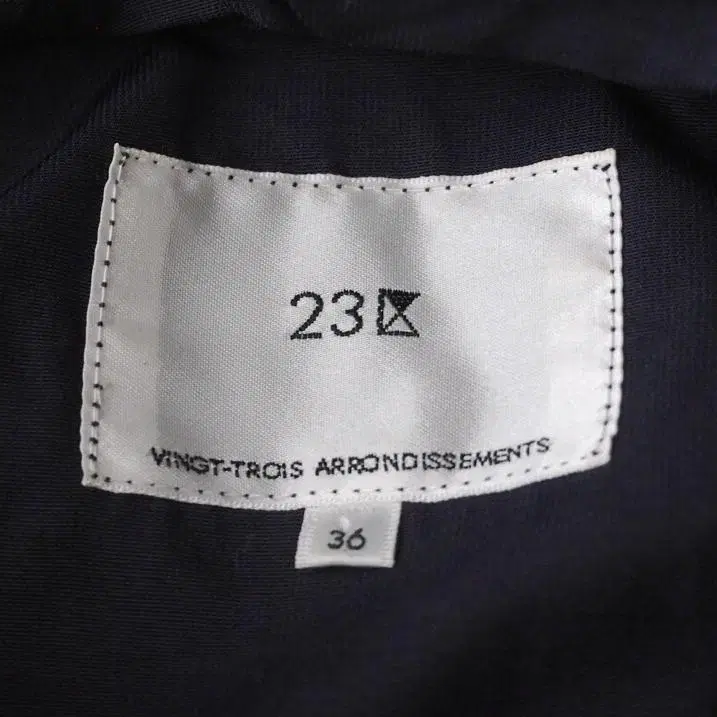 23区
VINGT-TROIS ARRONDISSEMENTS
36